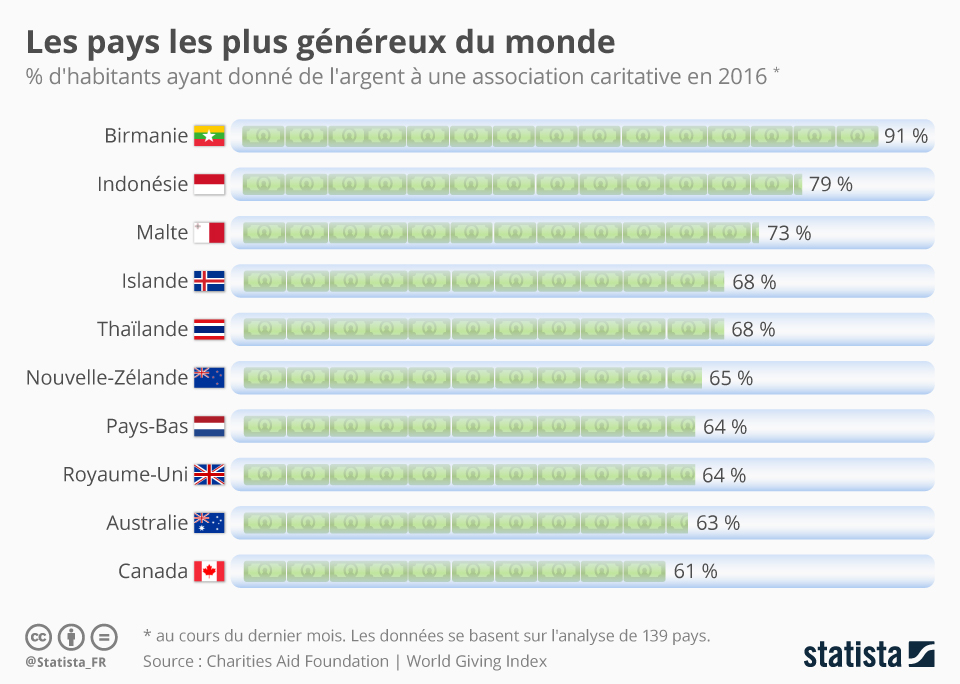 Les pays les plus généreux du monde
% d'habitants ayant donné de l'argent à une association caritative en 2016 *
Birmanie 91 %
Indonésie 79 %
Malte 73 %
Islande 68 %
Thaïlande 68 %
Nouvelle-Zélande 65 %
Pays-Bas 64 %
Royaume-Uni 64 %
Australie 63 %
Canada 61 %
* au cours du dernier mois. Les données se basent sur l'analyse de 139 pays.
@Statista_FR Source : Charities Aid Foundation | World Giving Index
statista